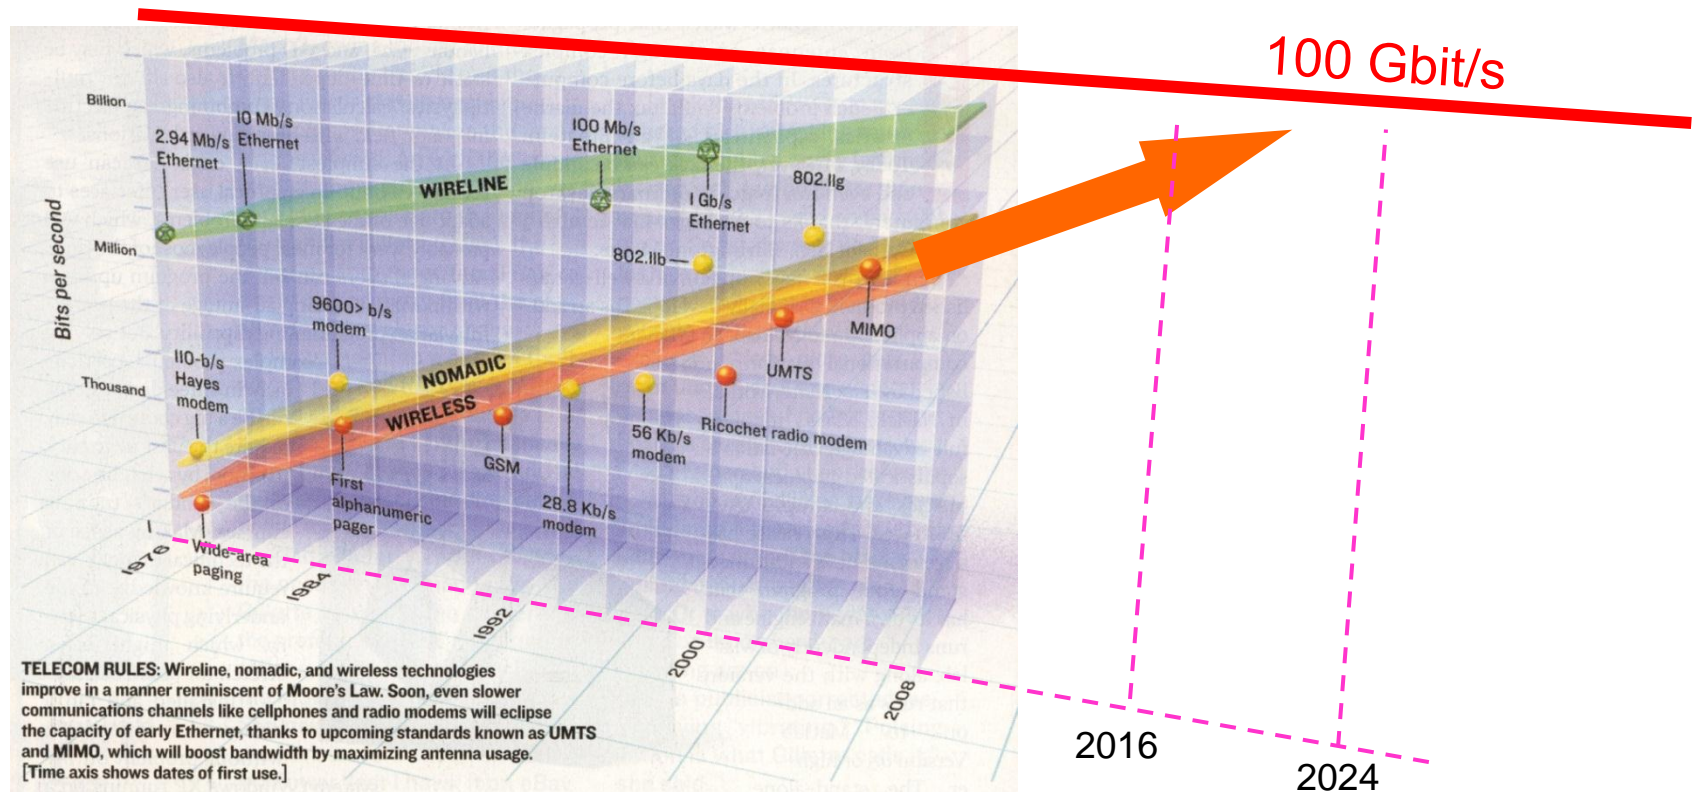 100 Gbit/s
Billion
10 Mb/s
Ethernet
2.94 Mb/s
Ethernet
100 Mb/s
Ethernet
WIRELINE
1 Gb/s
Ethernet
802.11g
Bits per second
Million
802.11b
9600> b/s
modem
MIMO
110-b/s
Hayes
modem
NOMADIC
UMTS
Thousand
WIRELESS
Ricochet radio modem
56 Kb/s
modem
GSM
First
alphanumeric
pager
28.8 Kb/s
modem
1
Wide-area
paging
1976
1984
1992
2000
2008
2016
2024
TELECOM RULES: Wireline, nomadic, and wireless technologies
improve in a manner reminiscent of Moore's Law. Soon, even slower
communications channels like cellphones and radio modems will eclipse
the capacity of early Ethernet, thanks to upcoming standards known as UMTS
and MIMO, which will boost bandwidth by maximizing antenna usage.
[Time axis shows dates of first use.]